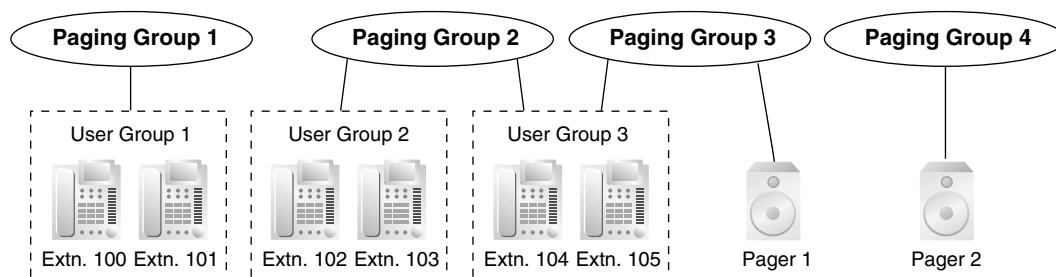 Paging Group 1 Paging Group 2 Paging Group 3 Paging Group 4
User Group 1 User Group 2 User Group 3
Extn. 100 Extn. 101 Extn. 102 Extn. 103 Extn. 104 Extn. 105 Pager 1 Pager 2